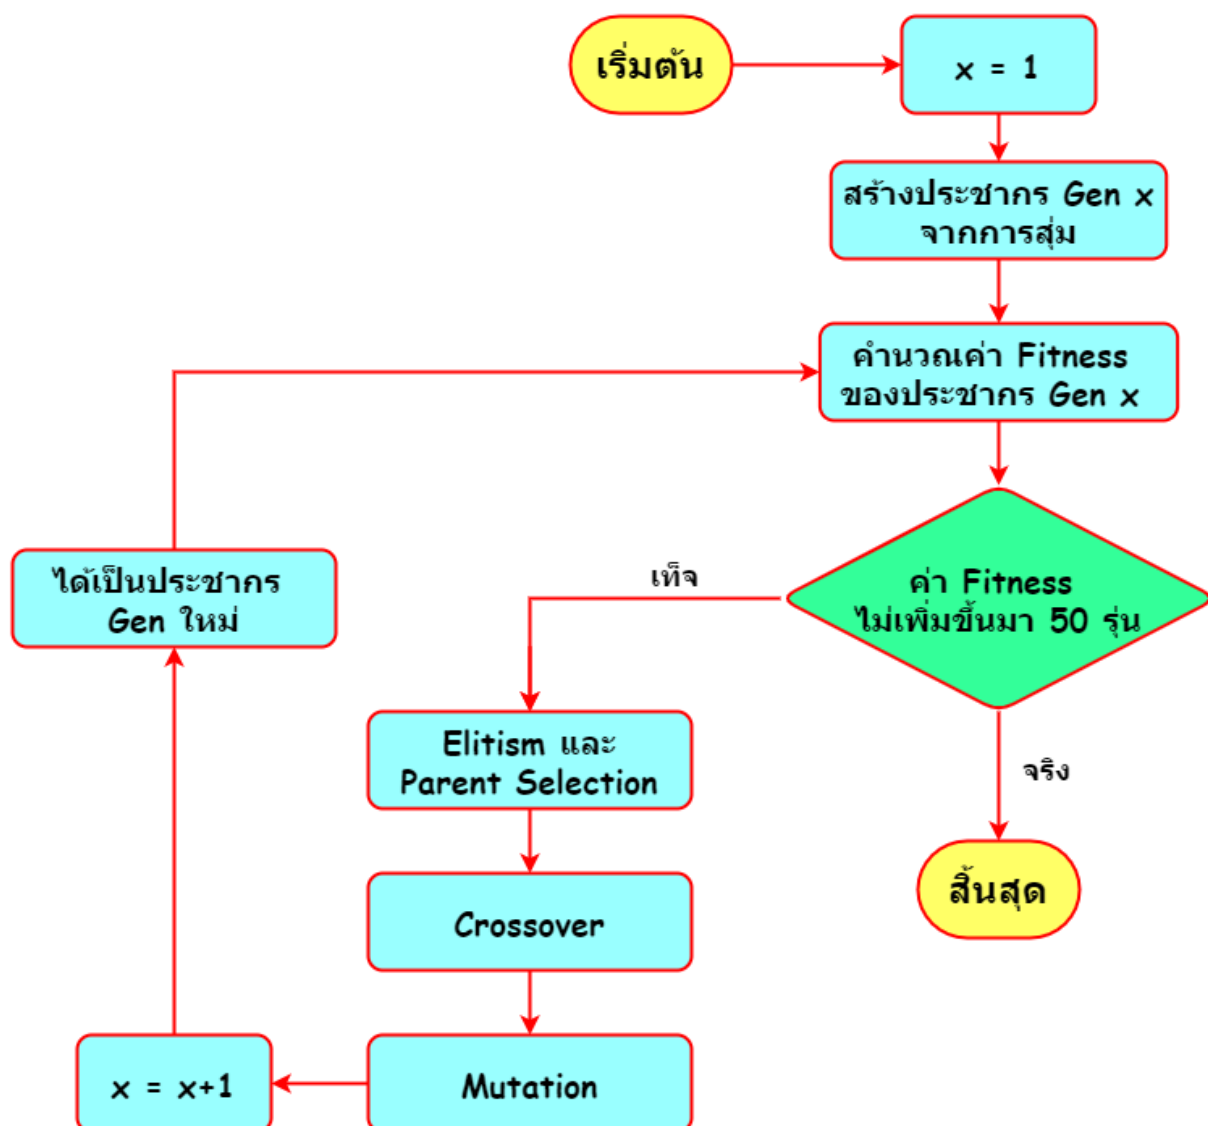 เริ่มต้น
x = 1
สร้างประชากร Gen x
จากการสุ่ม
คำนวณค่า Fitness
ของประชากร Gen x
ค่า Fitness
ไม่เพิ่มขึ้นมา 50 รุ่น
เท็จ
จริง
สิ้นสุด
Elitism และ
Parent Selection
Crossover
Mutation
x = x+1
ได้เป็นประชากร
Gen ใหม่